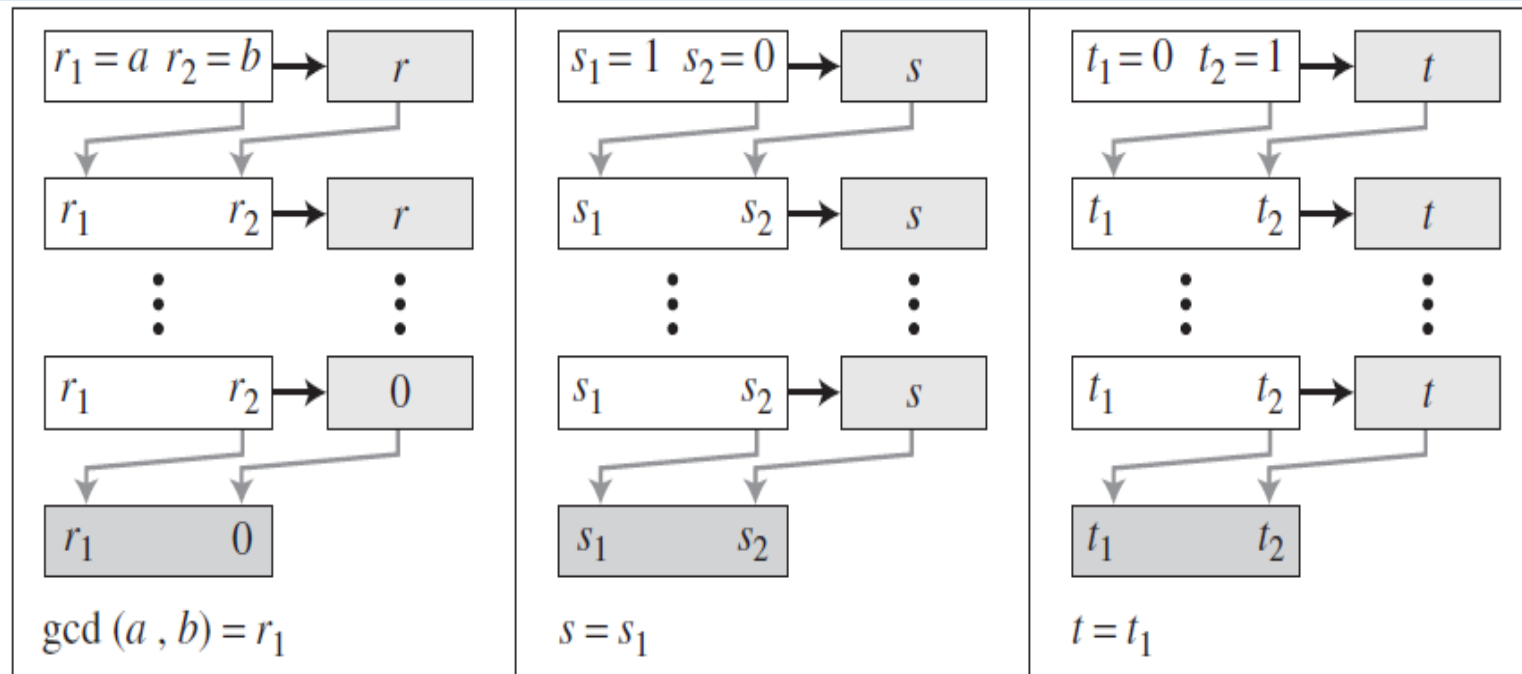 r₁ = a r₂ = b r
r₁ r₂ r
r₁ r₂ 0
r₁ 0
gcd (a , b) = r₁
s₁ = 1 s₂ = 0 s
s₁ s₂ s
s₁ s₂ s
s₁ s₂
s = s₁
t₁ = 0 t₂ = 1 t
t₁ t₂ t
t₁ t₂ t
t₁ t₂
t = t₁